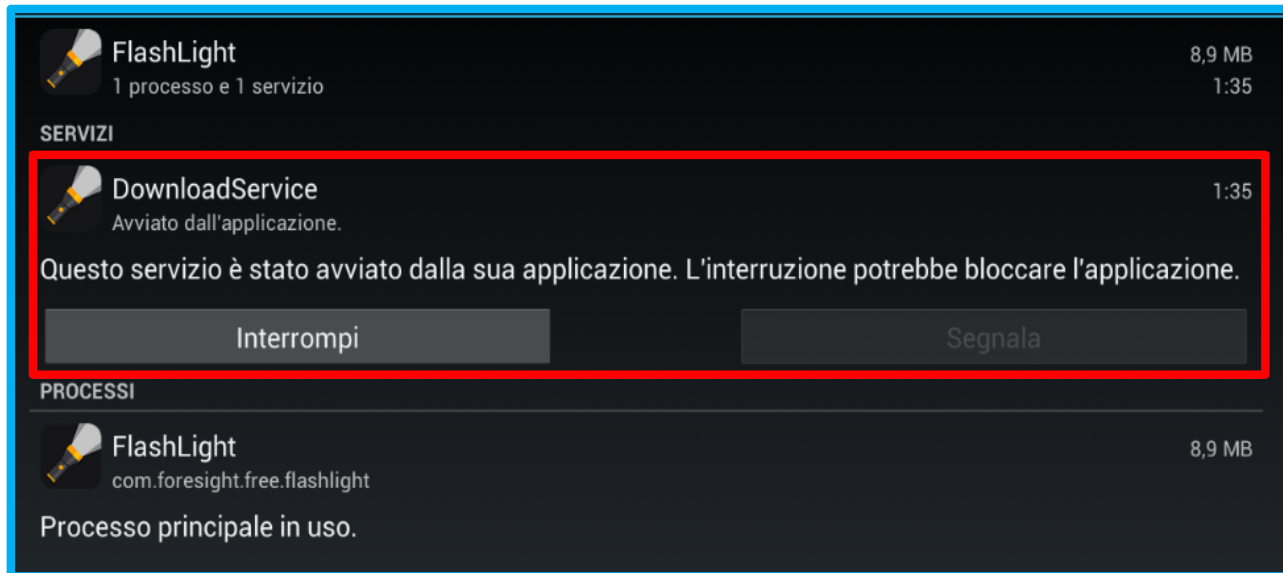 FlashLight
8,9 MB
1 processo e 1 servizio
1:35
SERVIZI
DownloadService
1:35
Avviato dall'applicazione.
Questo servizio è stato avviato dalla sua applicazione. L'interruzione potrebbe bloccare l'applicazione.
Interrompi
Segnala
PROCESSI
FlashLight
8,9 MB
com.foresight.free.flashlight
Processo principale in uso.